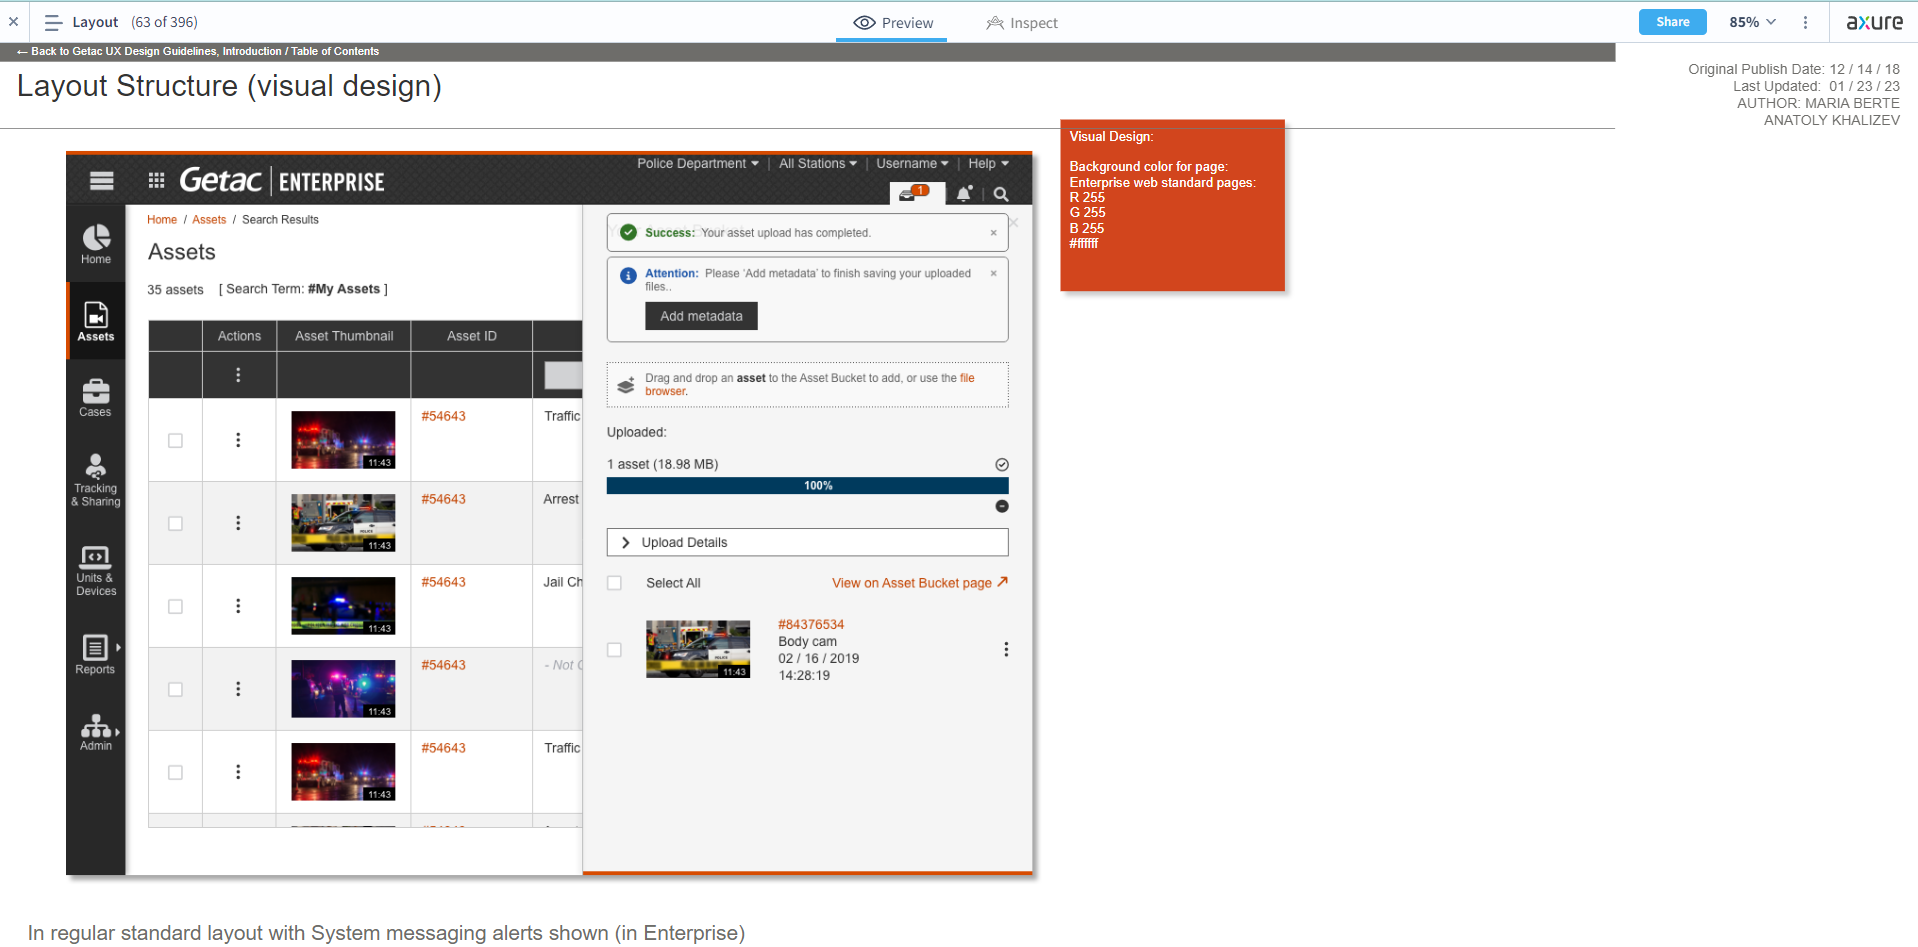 Layout (63 of 396)
Preview
Inspect
Share
85%
axure
← Back to Getac UX Design Guidelines, Introduction / Table of Contents
Layout Structure (visual design)
Original Publish Date: 12 / 14 / 18
Last Updated: 01 / 23 / 23
AUTHOR: MARIA BERTE
ANATOLY KHALIZEV
Visual Design:
Background color for page:
Enterprise web standard pages:
R 255
G 255
B 255
#ffffff
Police Department | All Stations | Username | Help
Getac | ENTERPRISE
1
Home
Assets
Cases
Tracking
& Sharing
Units &
Devices
Reports
Admin
Home / Assets / Search Results
Assets
35 assets [ Search Term: #My Assets ]
Actions Asset Thumbnail Asset ID
11:43 #54643 Traffic
11:43 #54643 Arrest
11:43 #54643 Jail Ch
11:43 #54643 - Not
11:43 #54643 Traffic
Success: Your asset upload has completed.
Attention: Please 'Add metadata' to finish saving your uploaded
files..
Add metadata
Drag and drop an asset to the Asset Bucket to add, or use the file
browser.
Uploaded:
1 asset (18.98 MB)
100%
Upload Details
Select All View on Asset Bucket page
11:43
#84376534
Body cam
02 / 16 / 2019
14:28:19
In regular standard layout with System messaging alerts shown (in Enterprise)